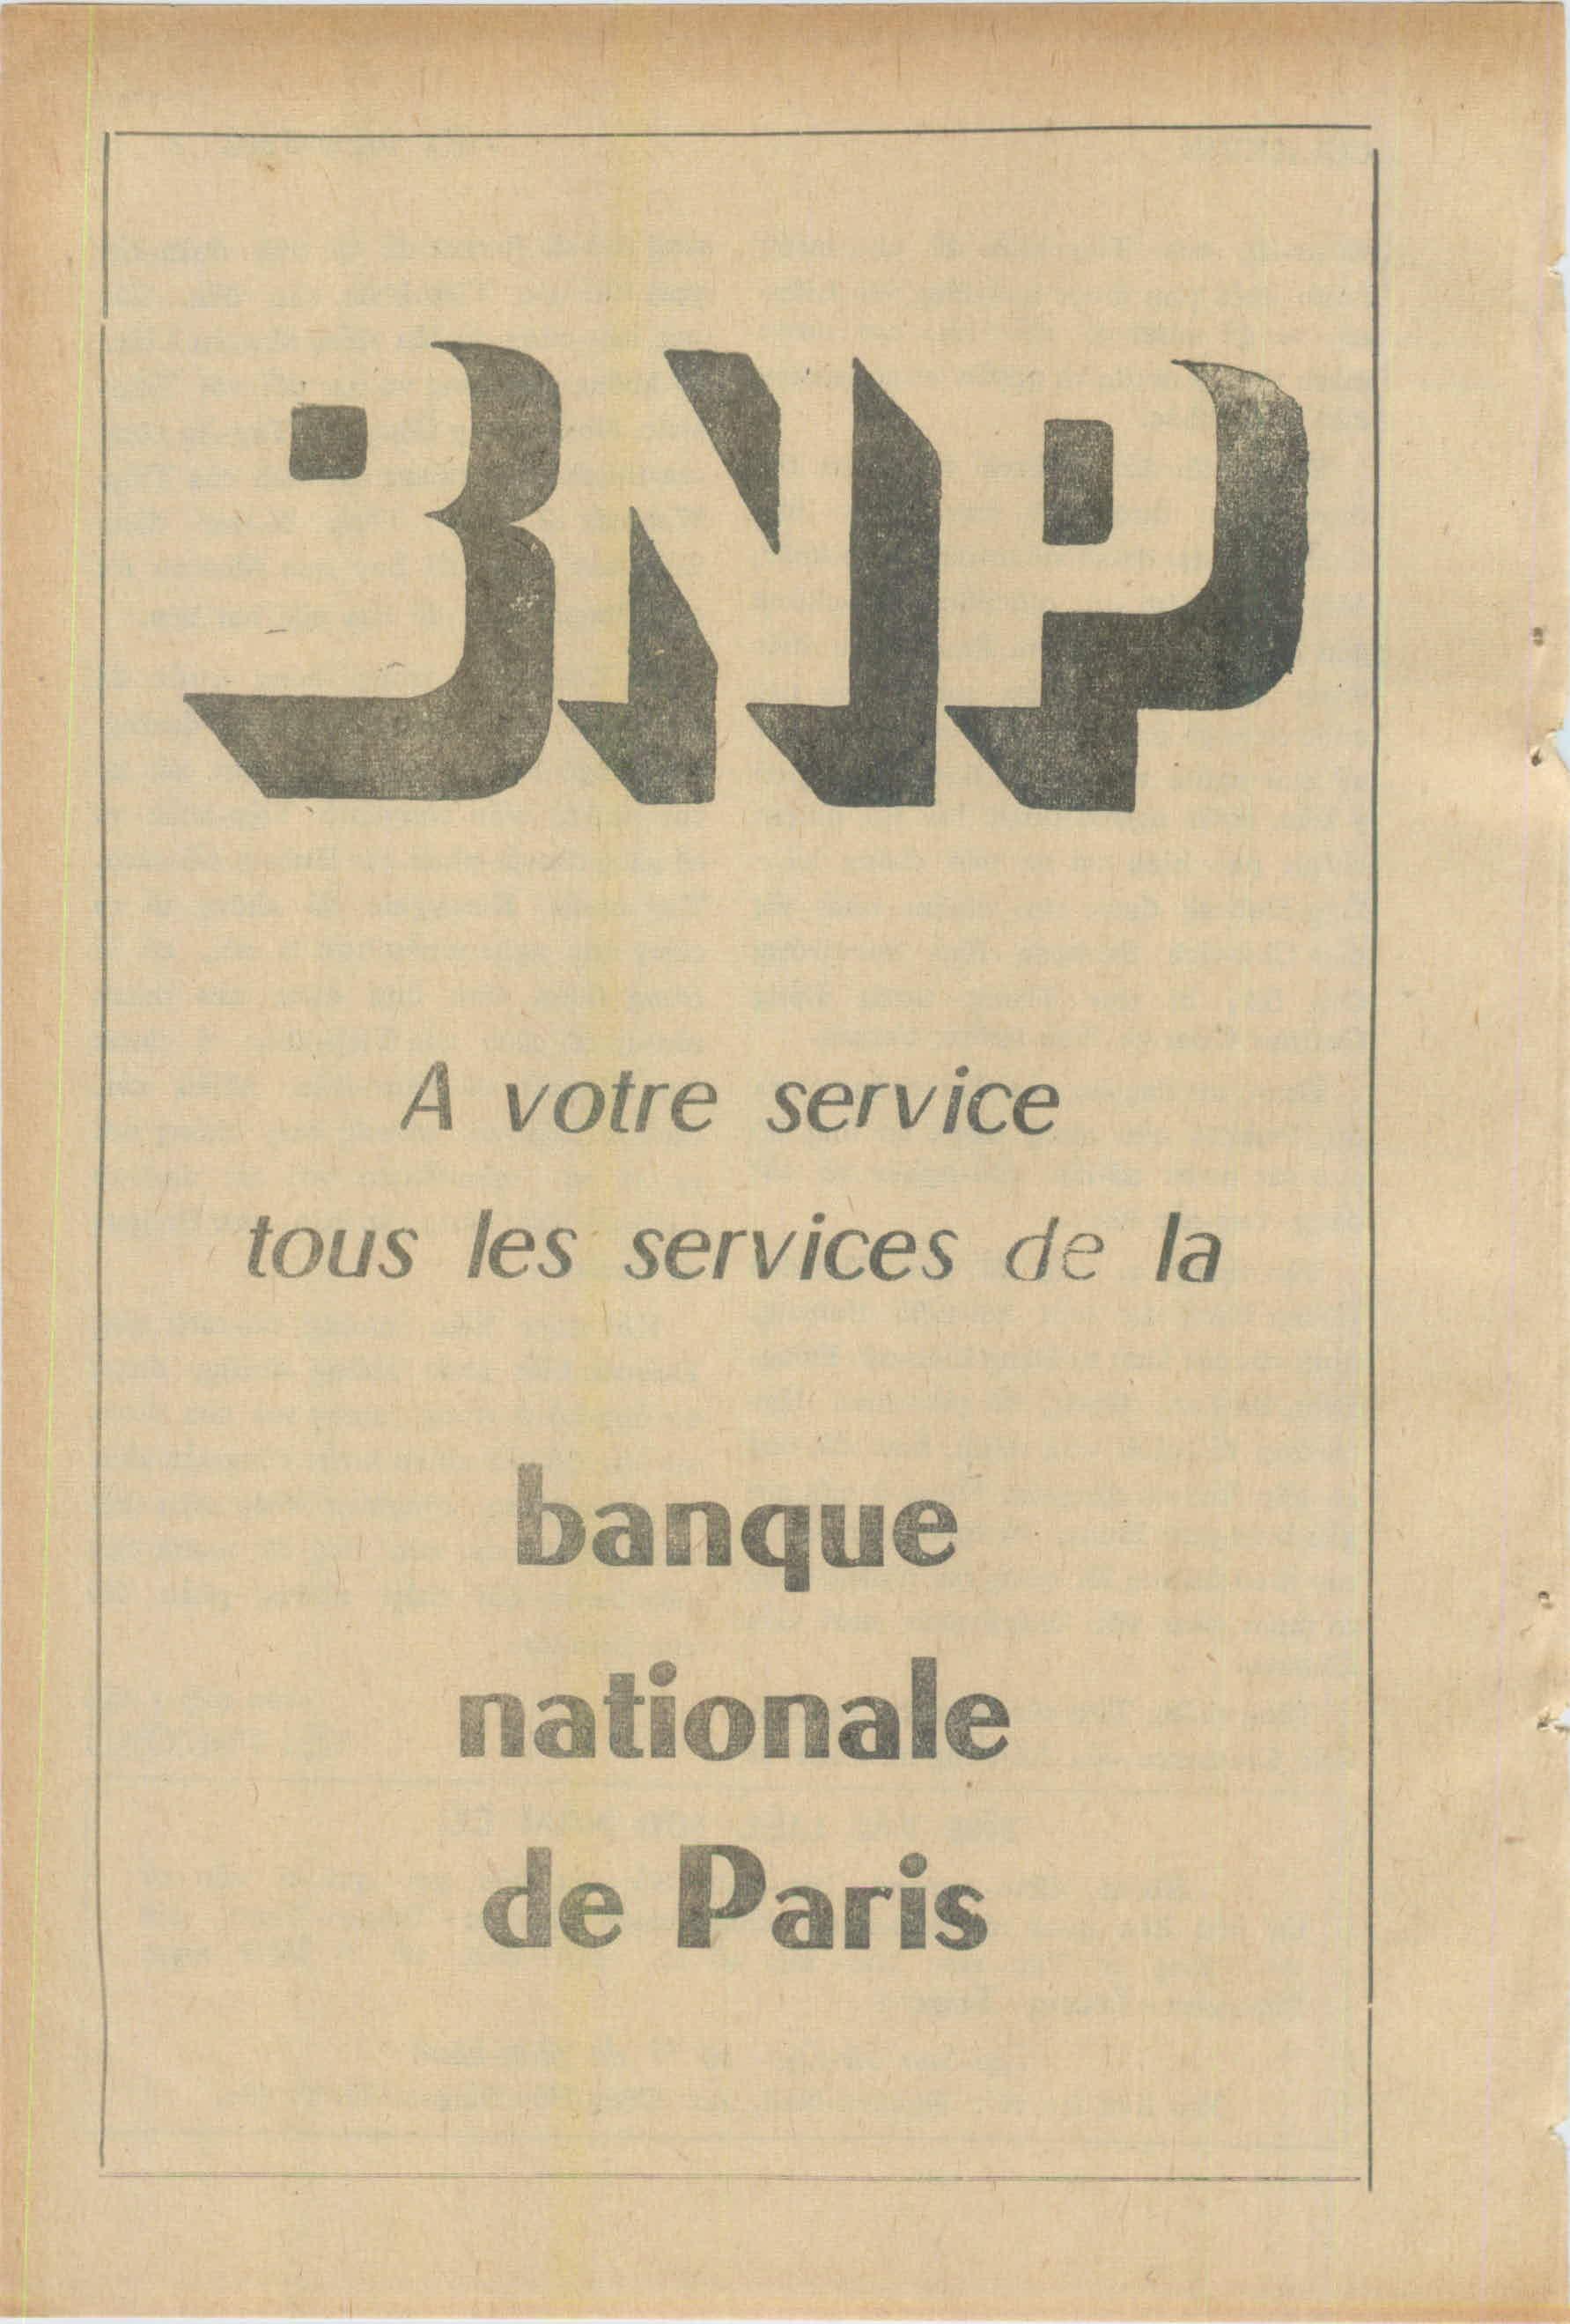 BNP
A votre service
tous les services de la
banque
nationale
de Paris